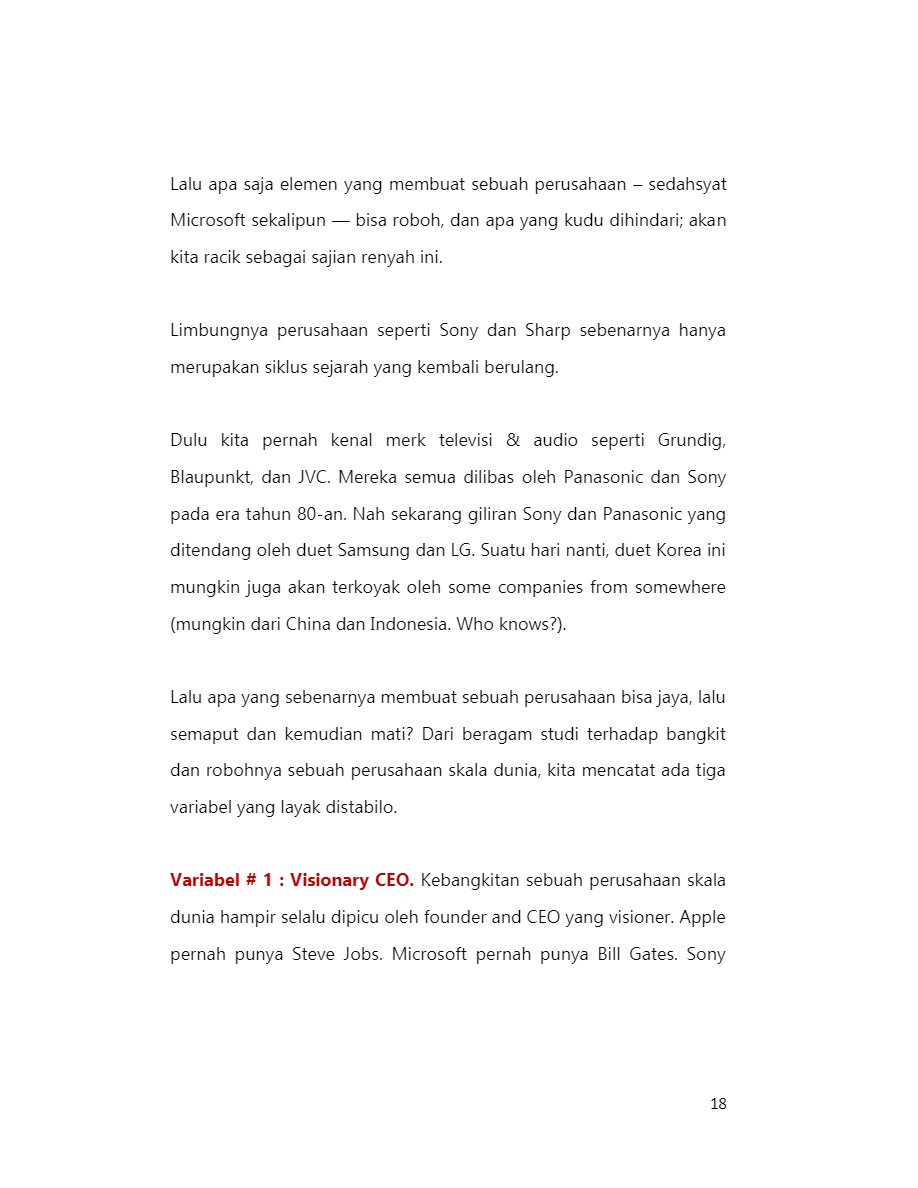 Lalu apa saja elemen yang membuat sebuah perusahaan – sedahsyat
Microsoft sekalipun — bisa roboh, dan apa yang kudu dihindari; akan
kita racik sebagai sajian renyah ini.
Limbungnya perusahaan seperti Sony dan Sharp sebenarnya hanya
merupakan siklus sejarah yang kembali berulang.
Dulu kita pernah kenal merk televisi & audio seperti Grundig,
Blaupunkt, dan JVC. Mereka semua dilibas oleh Panasonic dan Sony
pada era tahun 80-an. Nah sekarang giliran Sony dan Panasonic yang
ditendang oleh duet Samsung dan LG. Suatu hari nanti, duet Korea ini
mungkin juga akan terkoyak oleh some companies from somewhere
(mungkin dari China dan Indonesia. Who knows?).
Lalu apa yang sebenarnya membuat sebuah perusahaan bisa jaya, lalu
semaput dan kemudian mati? Dari beragam studi terhadap bangkit
dan robohnya sebuah perusahaan skala dunia, kita mencatat ada tiga
variabel yang layak distabilo.
Variabel # 1 : Visionary CEO. Kebangkitan sebuah perusahaan skala
dunia hampir selalu dipicu oleh founder and CEO yang visioner. Apple
pernah punya Steve Jobs. Microsoft pernah punya Bill Gates. Sony
18